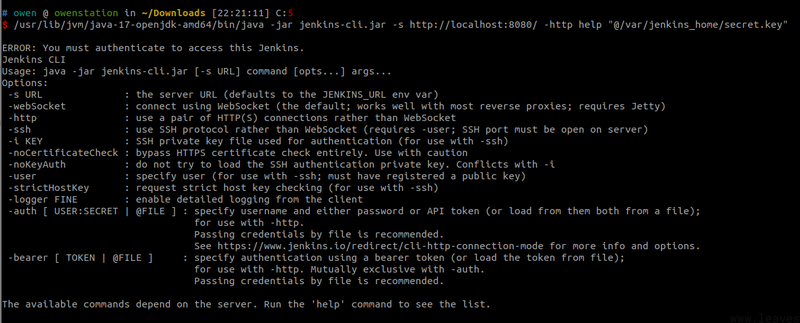 # owen @ owenstation in ~/Downloads [22:21:11] C:5
$ /usr/lib/jvm/java-17-openjdk-amd64/bin/java -jar jenkins-cli.jar -s http://localhost:8080/ -http help "@/var/jenkins_home/secret.key"
ERROR: You must authenticate to access this Jenkins.
Jenkins CLI
Usage: java -jar jenkins-cli.jar [-s URL] command [opts...] args...
Options:
-s URL : the server URL (defaults to the JENKINS_URL env var)
-webSocket : connect using WebSocket (the default; works well with most reverse proxies; requires Jetty)
-http : use a pair of HTTP(S) connections rather than WebSocket
-ssh : use SSH protocol rather than WebSocket (requires -user; SSH port must be open on server)
-i KEY : SSH private key file used for authentication (for use with -ssh)
-noCertificateCheck : bypass HTTPS certificate check entirely. Use with caution
-noKeyAuth : do not try to load the SSH authentication private key. Conflicts with -i
-user : specify user (for use with -ssh; must have registered a public key)
-strictHostKey : request strict host key checking (for use with -ssh)
-logger FINE : enable detailed logging from the client
-auth [ USER:SECRET | @FILE ] : specify username and either password or API token (or load from them both from a file);
for use with -http.
Passing credentials by file is recommended.
See https://www.jenkins.io/redirect/cli-http-connection-mode for more info and options.
-bearer [ TOKEN | @FILE ] : specify authentication using a bearer token (or load the token from file);
for use with -http. Mutually exclusive with -auth.
Passing credentials by file is recommended.
The available commands depend on the server. Run the 'help' command to see the list.
www.leaves